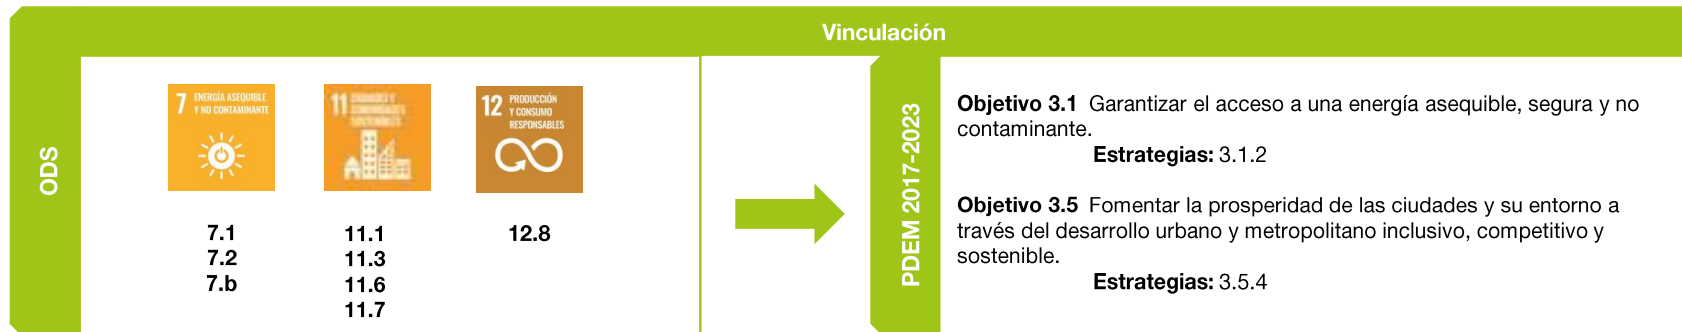 Vinculación
ODS
7 ENERGÍA ASEQUIBLE
Y NO CONTAMINANTE
11
12 PRODUCCIÓN
Y CONSUMO
RESPONSABLES
7.1
7.2
7.b
11.1
11.3
11.6
11.7
12.8
PDEM 2017-2023
Objetivo 3.1 Garantizar el acceso a una energía asequible, segura y no
contaminante.
Estrategias: 3.1.2
Objetivo 3.5 Fomentar la prosperidad de las ciudades y su entorno a
través del desarrollo urbano y metropolitano inclusivo, competitivo y
sostenible.
Estrategias: 3.5.4